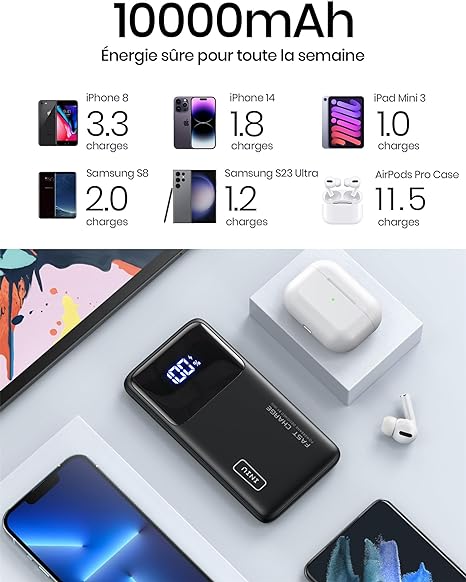 10000mAh
Énergie sûre pour toute la semaine
iPhone 8
3.3
charges
iPhone 14
1.8
charges
iPad Mini 3
1.0
charges
Samsung S8
2.0
charges
Samsung S23 Ultra
1.2
charges
AirPods Pro Case
11.5
charges
100%
FAST CHARGE
INIU